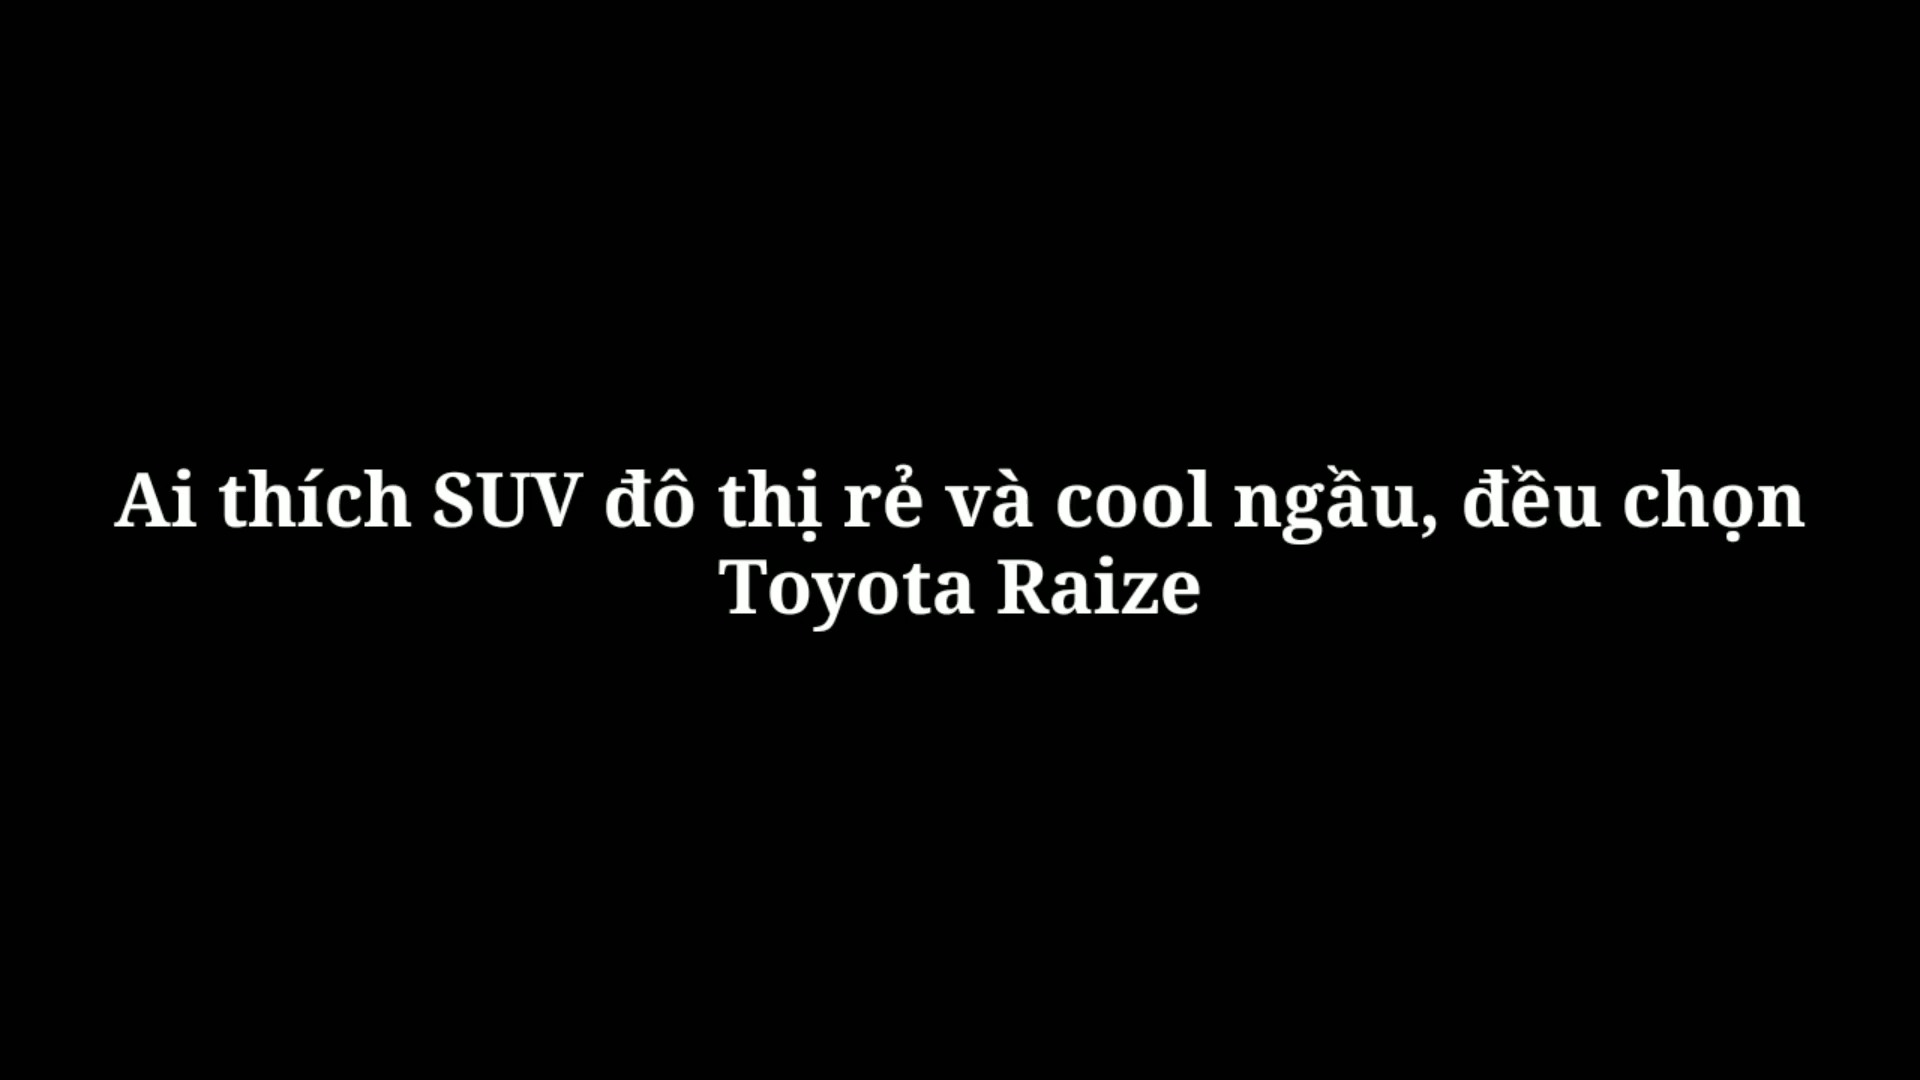 Ai thích SUV đô thị rẻ và cool ngầu, đều chọn
Toyota Raize